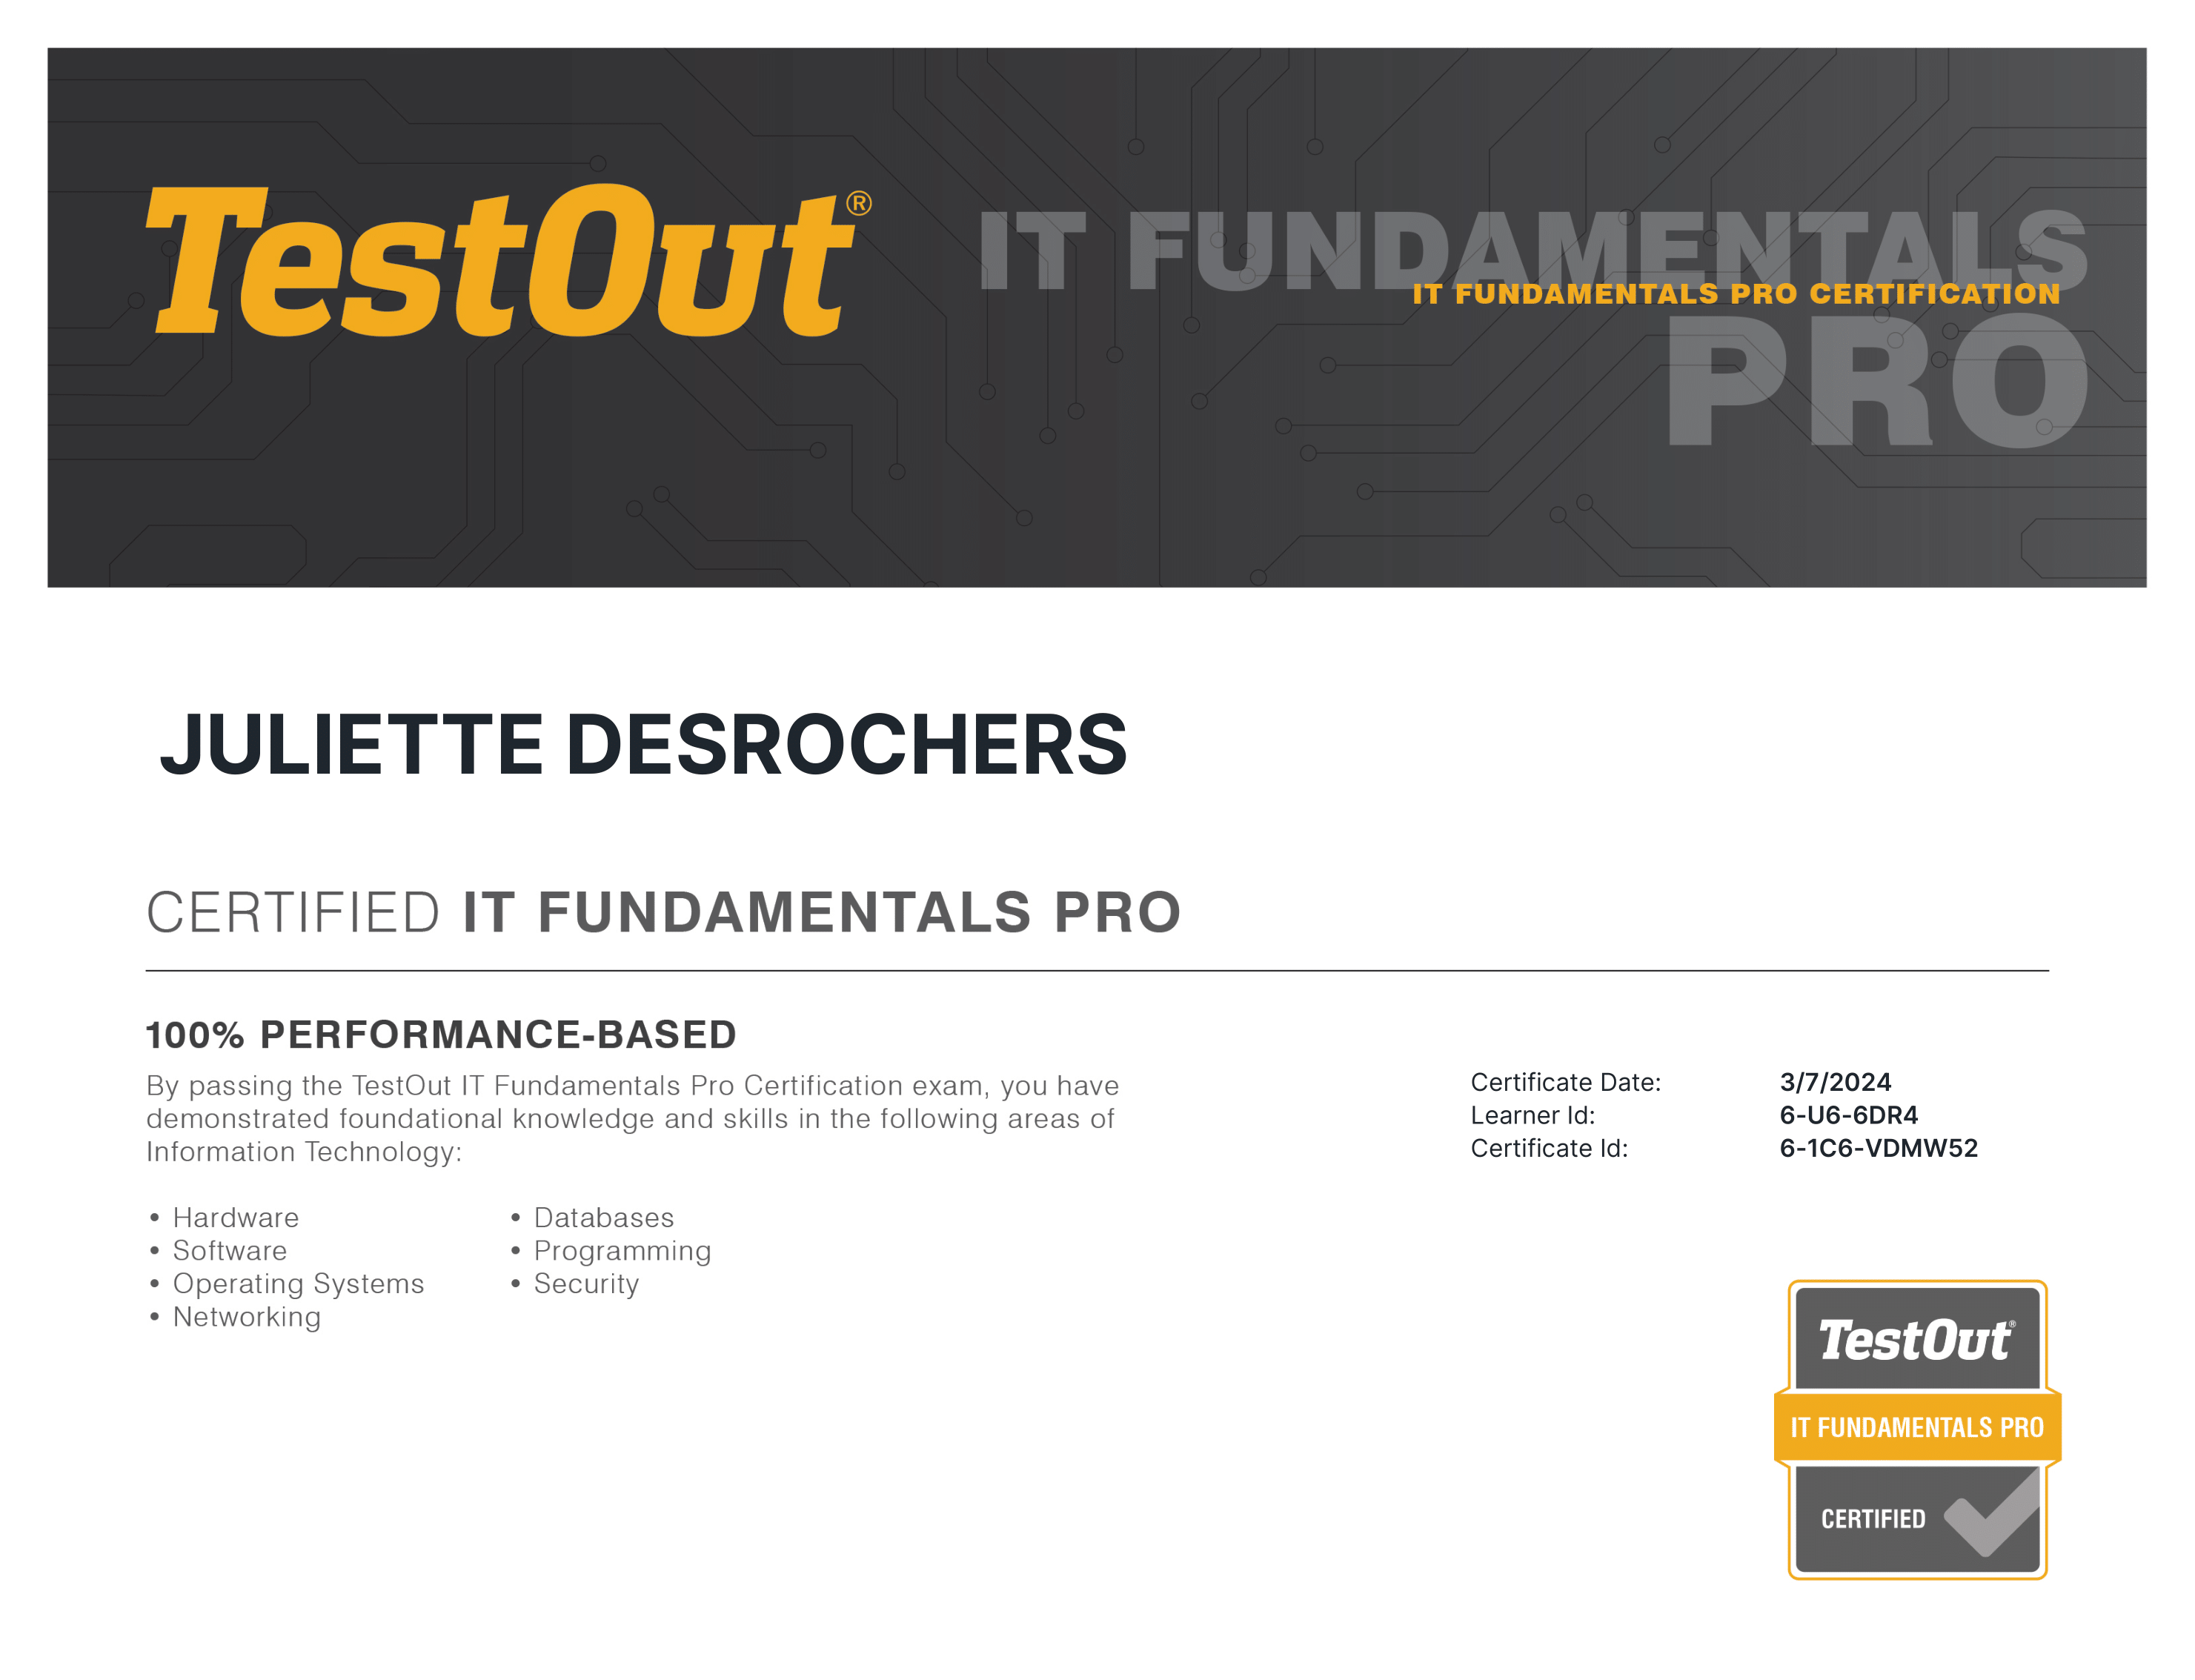 TestOut®
IT FUNDAMENTALS
IT FUNDAMENTALS PRO CERTIFICATION
PRO
JULIETTE DESROCHERS
CERTIFIED IT FUNDAMENTALS PRO
100% PERFORMANCE-BASED
By passing the TestOut IT Fundamentals Pro Certification exam, you have
demonstrated foundational knowledge and skills in the following areas of
Information Technology:
• Hardware
• Software
• Operating Systems
• Networking
• Databases
• Programming
• Security
Certificate Date: 3/7/2024
Learner Id: 6-U6-6DR4
Certificate Id: 6-1C6-VDMW52
TestOut®
IT FUNDAMENTALS PRO
CERTIFIED